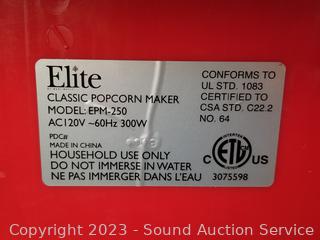 Elite
CLASSIC POPCORN MAKER
MODEL: EPM-250
AC120V ~60Hz 300W
PDC#
MADE IN CHINA
HOUSEHOLD USE ONLY
DO NOT IMMERSE IN WATER
NE PAS IMMERGER DANS L'EAU
CONFORMS TO
UL STD. 1083
CERTIFIED TO
CSA STD. C22.2
NO. 64
INTERTEK
C ETL US
3075598
Copyright 2023 - Sound Auction Service